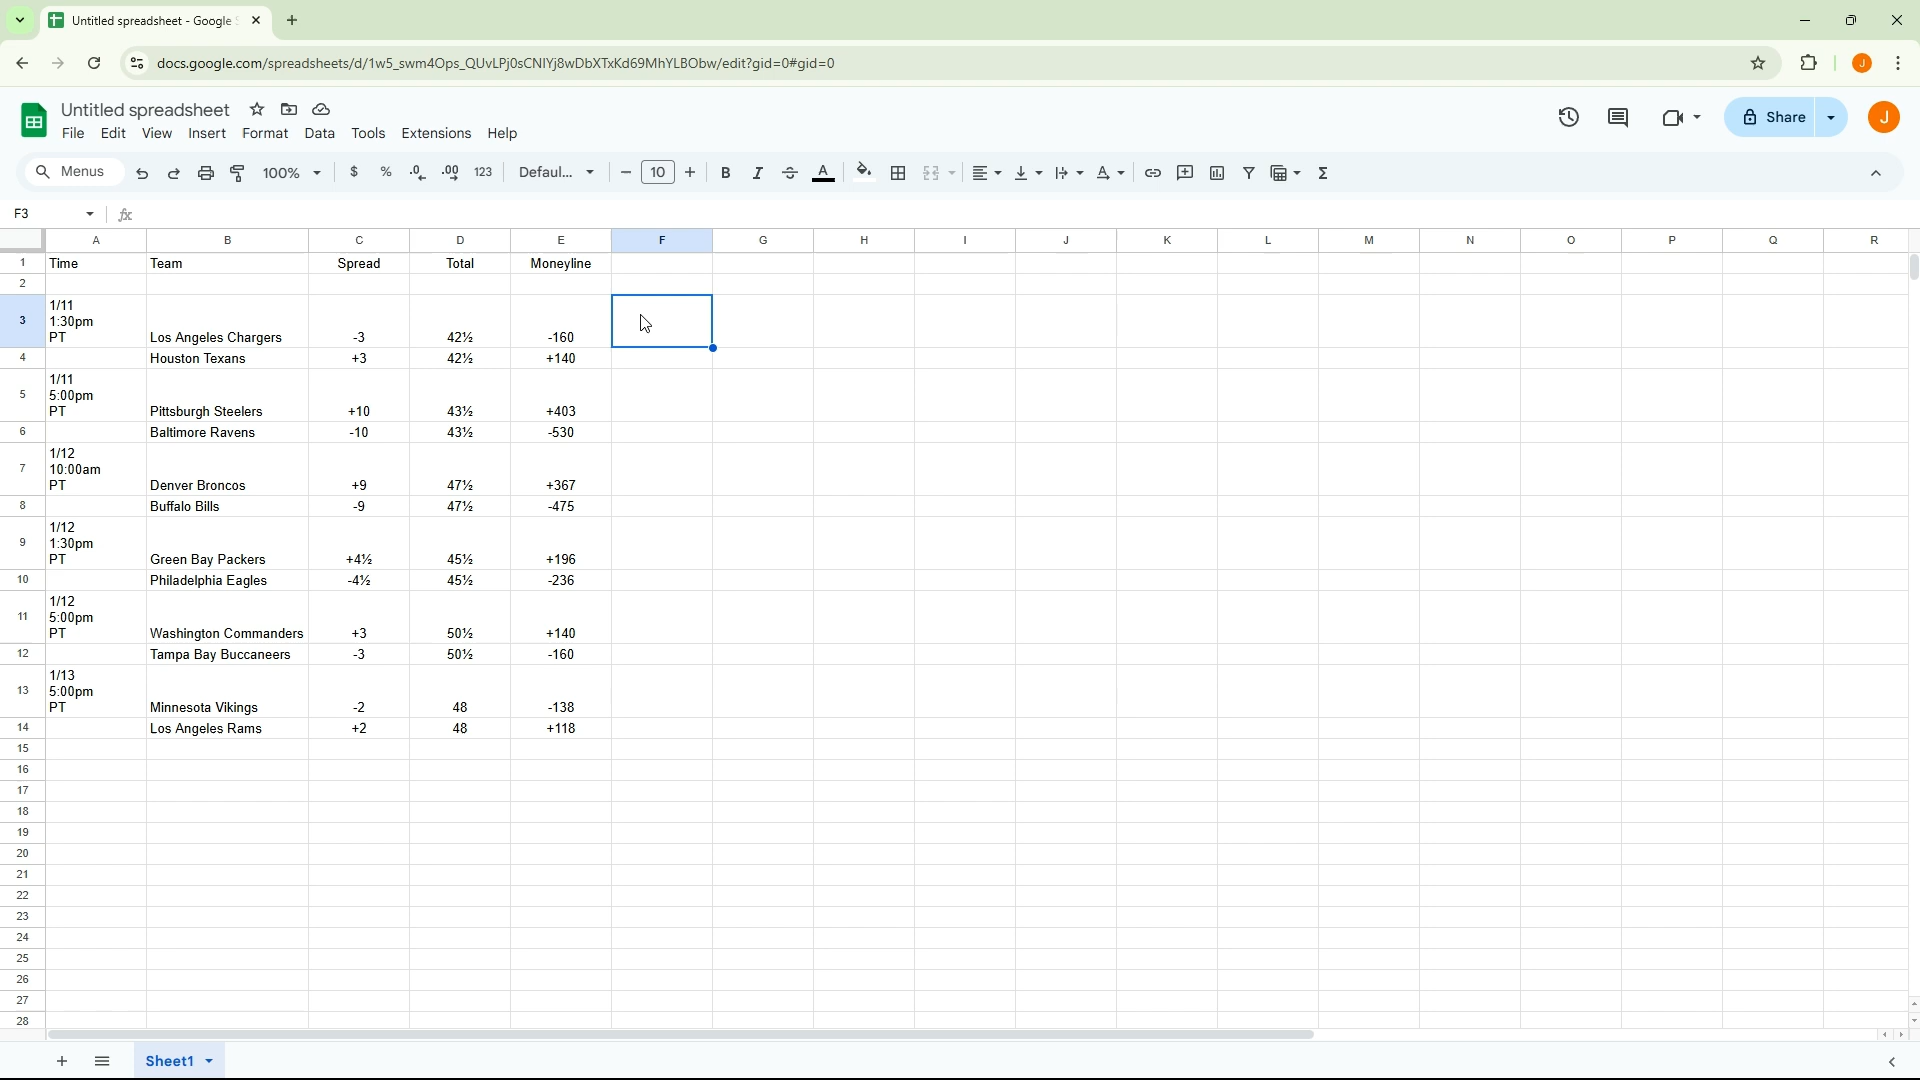 Untitled spreadsheet - Google S
docs.google.com/spreadsheets/d/1w5_swm4Ops_QUvLPj0sCNIYj8wDbXTxKd69MhYLBObw/edit?gid=0#gid=0
J
Untitled spreadsheet
File Edit View Insert Format Data Tools Extensions Help
Share
J
Menus 100% $ % .0 .00 123 Defaul... 10 B I A
F3 fx
A B C D E F G H I J K L M N O P Q R
1 Time Team Spread Total Moneyline
2
1/11
1:30pm
3 PT Los Angeles Chargers -3 42½ -160
4 Houston Texans +3 42½ +140
1/11
5:00pm
5 PT Pittsburgh Steelers +10 43½ +403
6 Baltimore Ravens -10 43½ -530
1/12
10:00am
7 PT Denver Broncos +9 47½ +367
8 Buffalo Bills -9 47½ -475
1/12
1:30pm
9 PT Green Bay Packers +4½ 45½ +196
10 Philadelphia Eagles -4½ 45½ -236
1/12
5:00pm
11 PT Washington Commanders +3 50½ +140
12 Tampa Bay Buccaneers -3 50½ -160
1/13
5:00pm
13 PT Minnesota Vikings -2 48 -138
14 Los Angeles Rams +2 48 +118
15
16
17
18
19
20
21
22
23
24
25
26
27
28
Sheet1